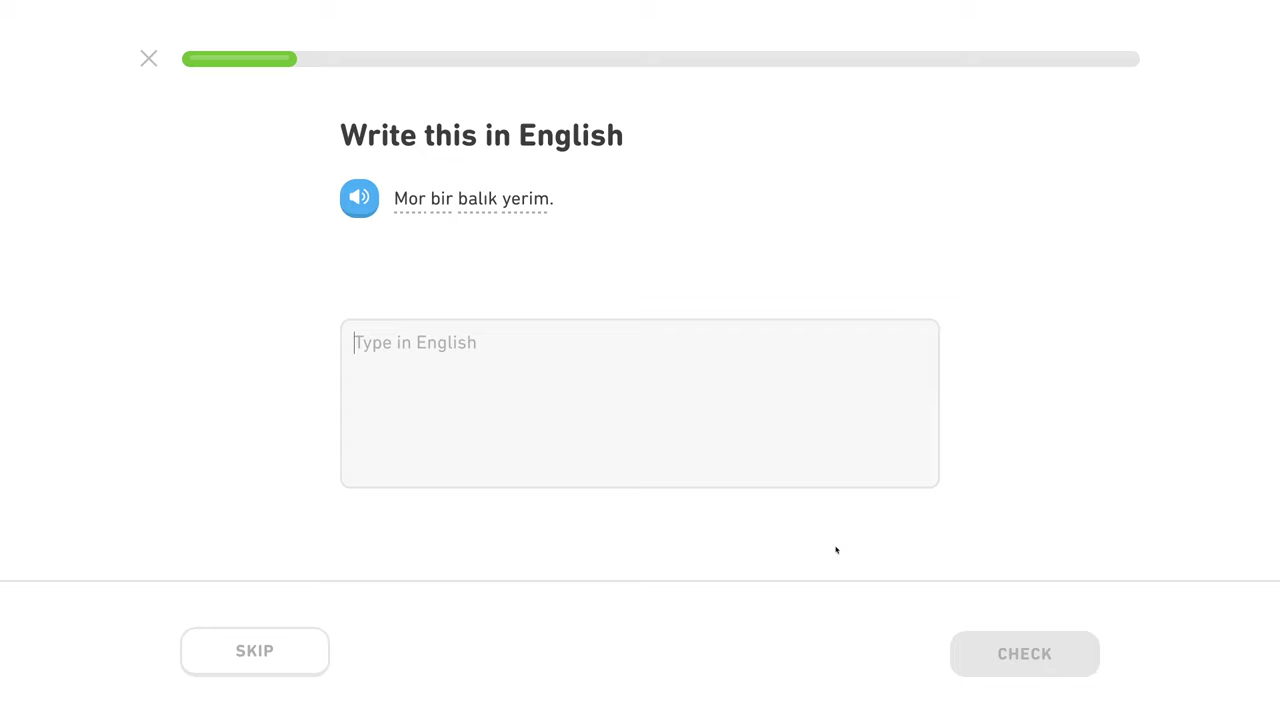 Write this in English
Mor bir balık yerim.
Type in English
SKIP
CHECK